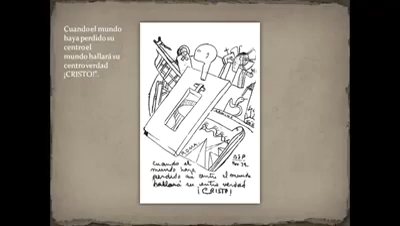 Cuando el mundo
haya perdido su
centro el
mundo hallará su
centro verdad
¡CRISTO!".
ROMA
cuando el
mundo haya
perdido su centro el mundo
hallará su centro verdad
¡CRISTO!